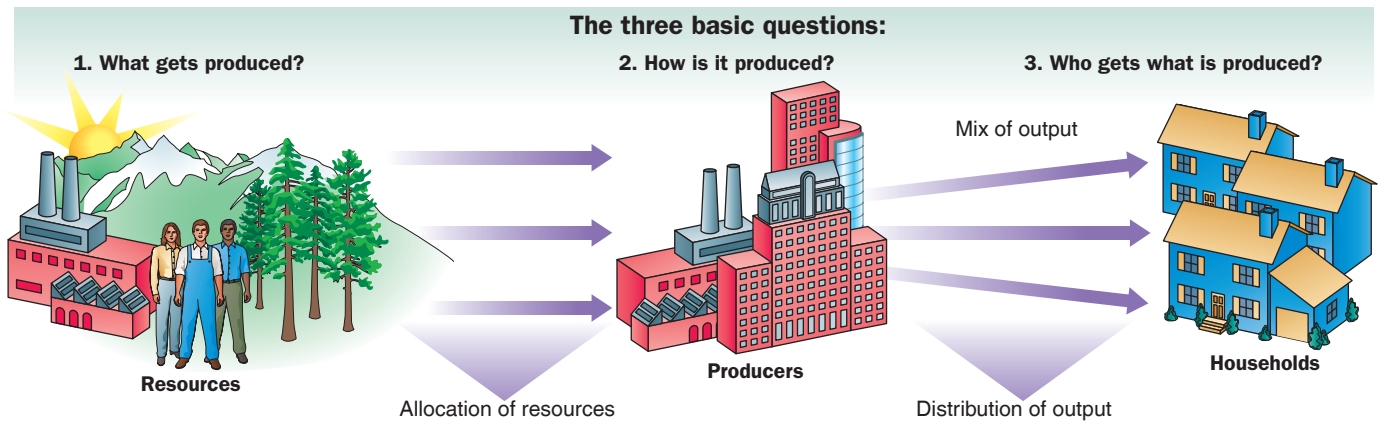 The three basic questions:
1. What gets produced?
2. How is it produced?
3. Who gets what is produced?
Mix of output
Resources
Producers
Households
Allocation of resources
Distribution of output